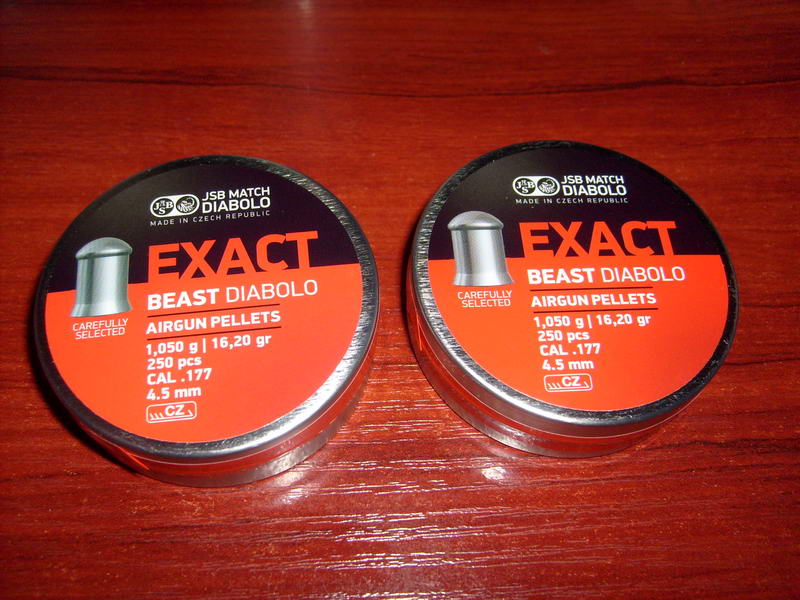 JSB
JSB MATCH
DIABOLO
MADE IN CZECH REPUBLIC
EXACT
BEAST DIABOLO
CAREFULLY
SELECTED
AIRGUN PELLETS
1,050 g | 16,20 gr
250 pcs
CAL .177
4.5 mm
CZ
JSB
JSB MATCH
DIABOLO
MADE IN CZECH REPUBLIC
EXACT
BEAST DIABOLO
CAREFULLY
SELECTED
AIRGUN PELLETS
1,050 g | 16,20 gr
250 pcs
CAL .177
4.5 mm
CZ